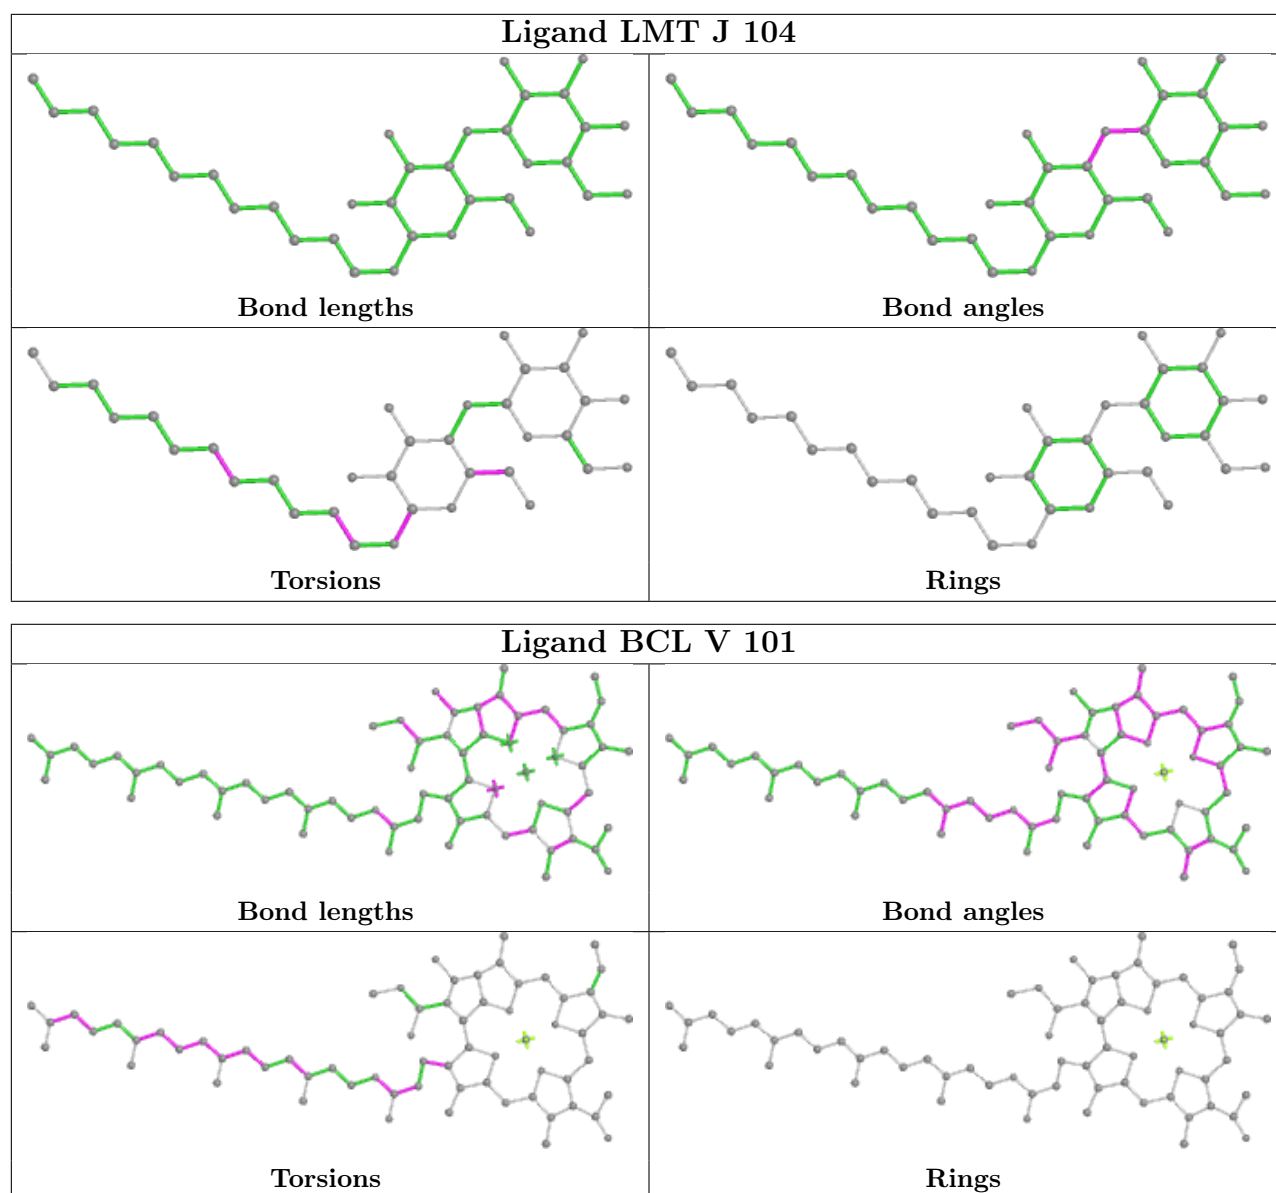 Ligand LMT J 104
Bond lengths
Bond angles
Torsions
Rings
Ligand BCL V 101
Bond lengths
Bond angles
Torsions
Rings